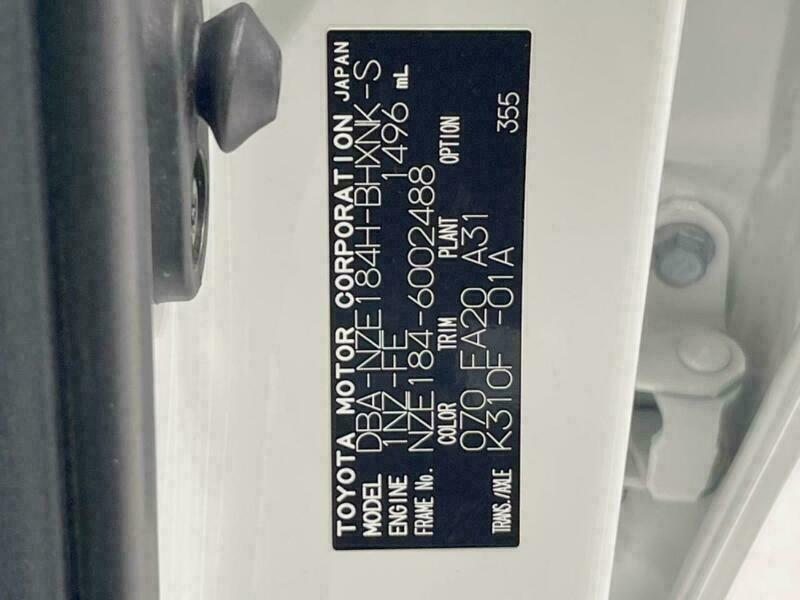 TOYOTA MOTOR CORPORATION JAPAN
MODEL DBA-NZE184H-BHXNK-S
ENGINE 1NZ-FE 1496 mL
FRAME No. NZE184-6002488
COLOR TRIM PLANT OPTION
070 FA20 A31
TRANS./AXLE K310F -01A 355